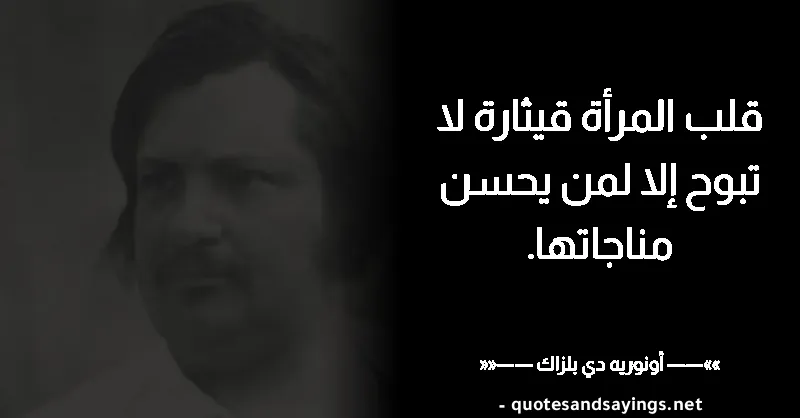 قلب المرأة قيثارة لا
تبوح إلا لمن يحسن
مناجاتها.
»»—— أونوريه دي بلزاك ——««
- quotesandsayings.net